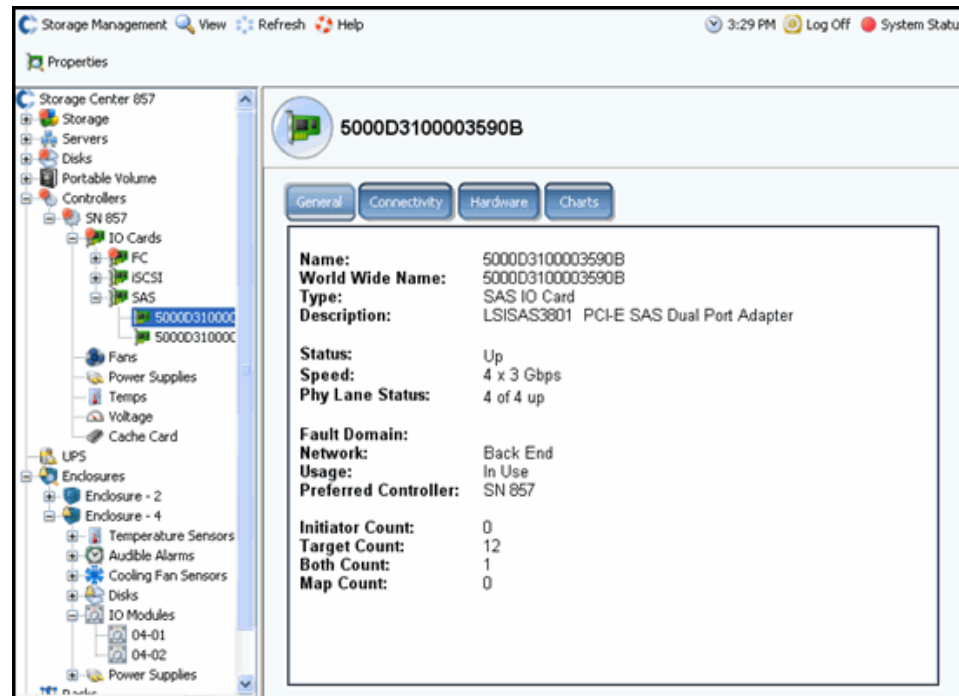 Storage Management View Refresh Help 3:29 PM Log Off System Statu
Properties
Storage Center 857
Storage
Servers
Disks
Portable Volume
Controllers
SN 857
IO Cards
FC
iSCSI
SAS
5000D310000
5000D310000
Fans
Power Supplies
Temps
Voltage
Cache Card
UPS
Enclosures
Enclosure - 2
Enclosure - 4
Temperature Sensors
Audible Alarms
Cooling Fan Sensors
Disks
IO Modules
04-01
04-02
Power Supplies
5000D3100003590B
General Connectivity Hardware Charts
Name: 5000D3100003590B
World Wide Name: 5000D3100003590B
Type: SAS IO Card
Description: LSISAS3801 PCI-E SAS Dual Port Adapter
Status: Up
Speed: 4 x 3 Gbps
Phy Lane Status: 4 of 4 up
Fault Domain:
Network: Back End
Usage: In Use
Preferred Controller: SN 857
Initiator Count: 0
Target Count: 12
Both Count: 1
Map Count: 0